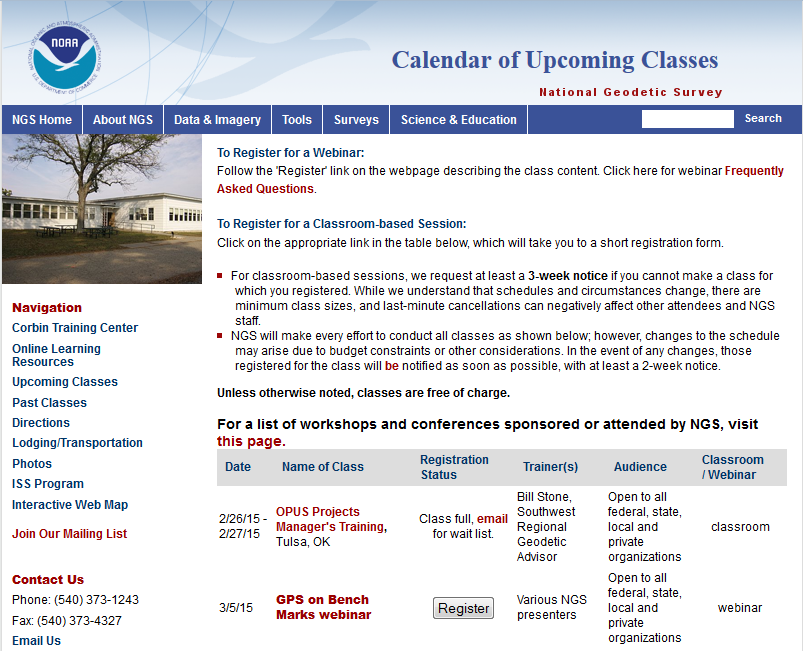 NOAA
Calendar of Upcoming Classes
National Geodetic Survey
NGS Home
About NGS
Data & Imagery
Tools
Surveys
Science & Education
Search
Navigation
Corbin Training Center
Online Learning
Resources
Upcoming Classes
Past Classes
Directions
Lodging/Transportation
Photos
ISS Program
Interactive Web Map
Join Our Mailing List
Contact Us
Phone: (540) 373-1243
Fax: (540) 373-4327
Email Us
To Register for a Webinar:
Follow the 'Register' link on the webpage describing the class content. Click here for webinar Frequently
Asked Questions.
To Register for a Classroom-based Session:
Click on the appropriate link in the table below, which will take you to a short registration form.
For classroom-based sessions, we request at least a 3-week notice if you cannot make a class for
which you registered. While we understand that schedules and circumstances change, there are
minimum class sizes, and last-minute cancellations can negatively affect other attendees and NGS
staff.
NGS will make every effort to conduct all classes as shown below; however, changes to the schedule
may arise due to budget constraints or other considerations. In the event of any changes, those
registered for the class will be notified as soon as possible, with at least a 2-week notice.
Unless otherwise noted, classes are free of charge.
For a list of workshops and conferences sponsored or attended by NGS, visit
this page.
Date
Name of Class
Registration
Status
Trainer(s)
Audience
Classroom
/ Webinar
2/26/15 -
2/27/15
OPUS Projects
Manager's Training,
Tulsa, OK
Class full, email
for wait list.
Bill Stone,
Southwest
Regional
Geodetic
Advisor
Open to all
federal, state,
local and
private
organizations
classroom
3/5/15
GPS on Bench
Marks webinar
Register
Various NGS
presenters
Open to all
federal, state,
local and
private
organizations
webinar